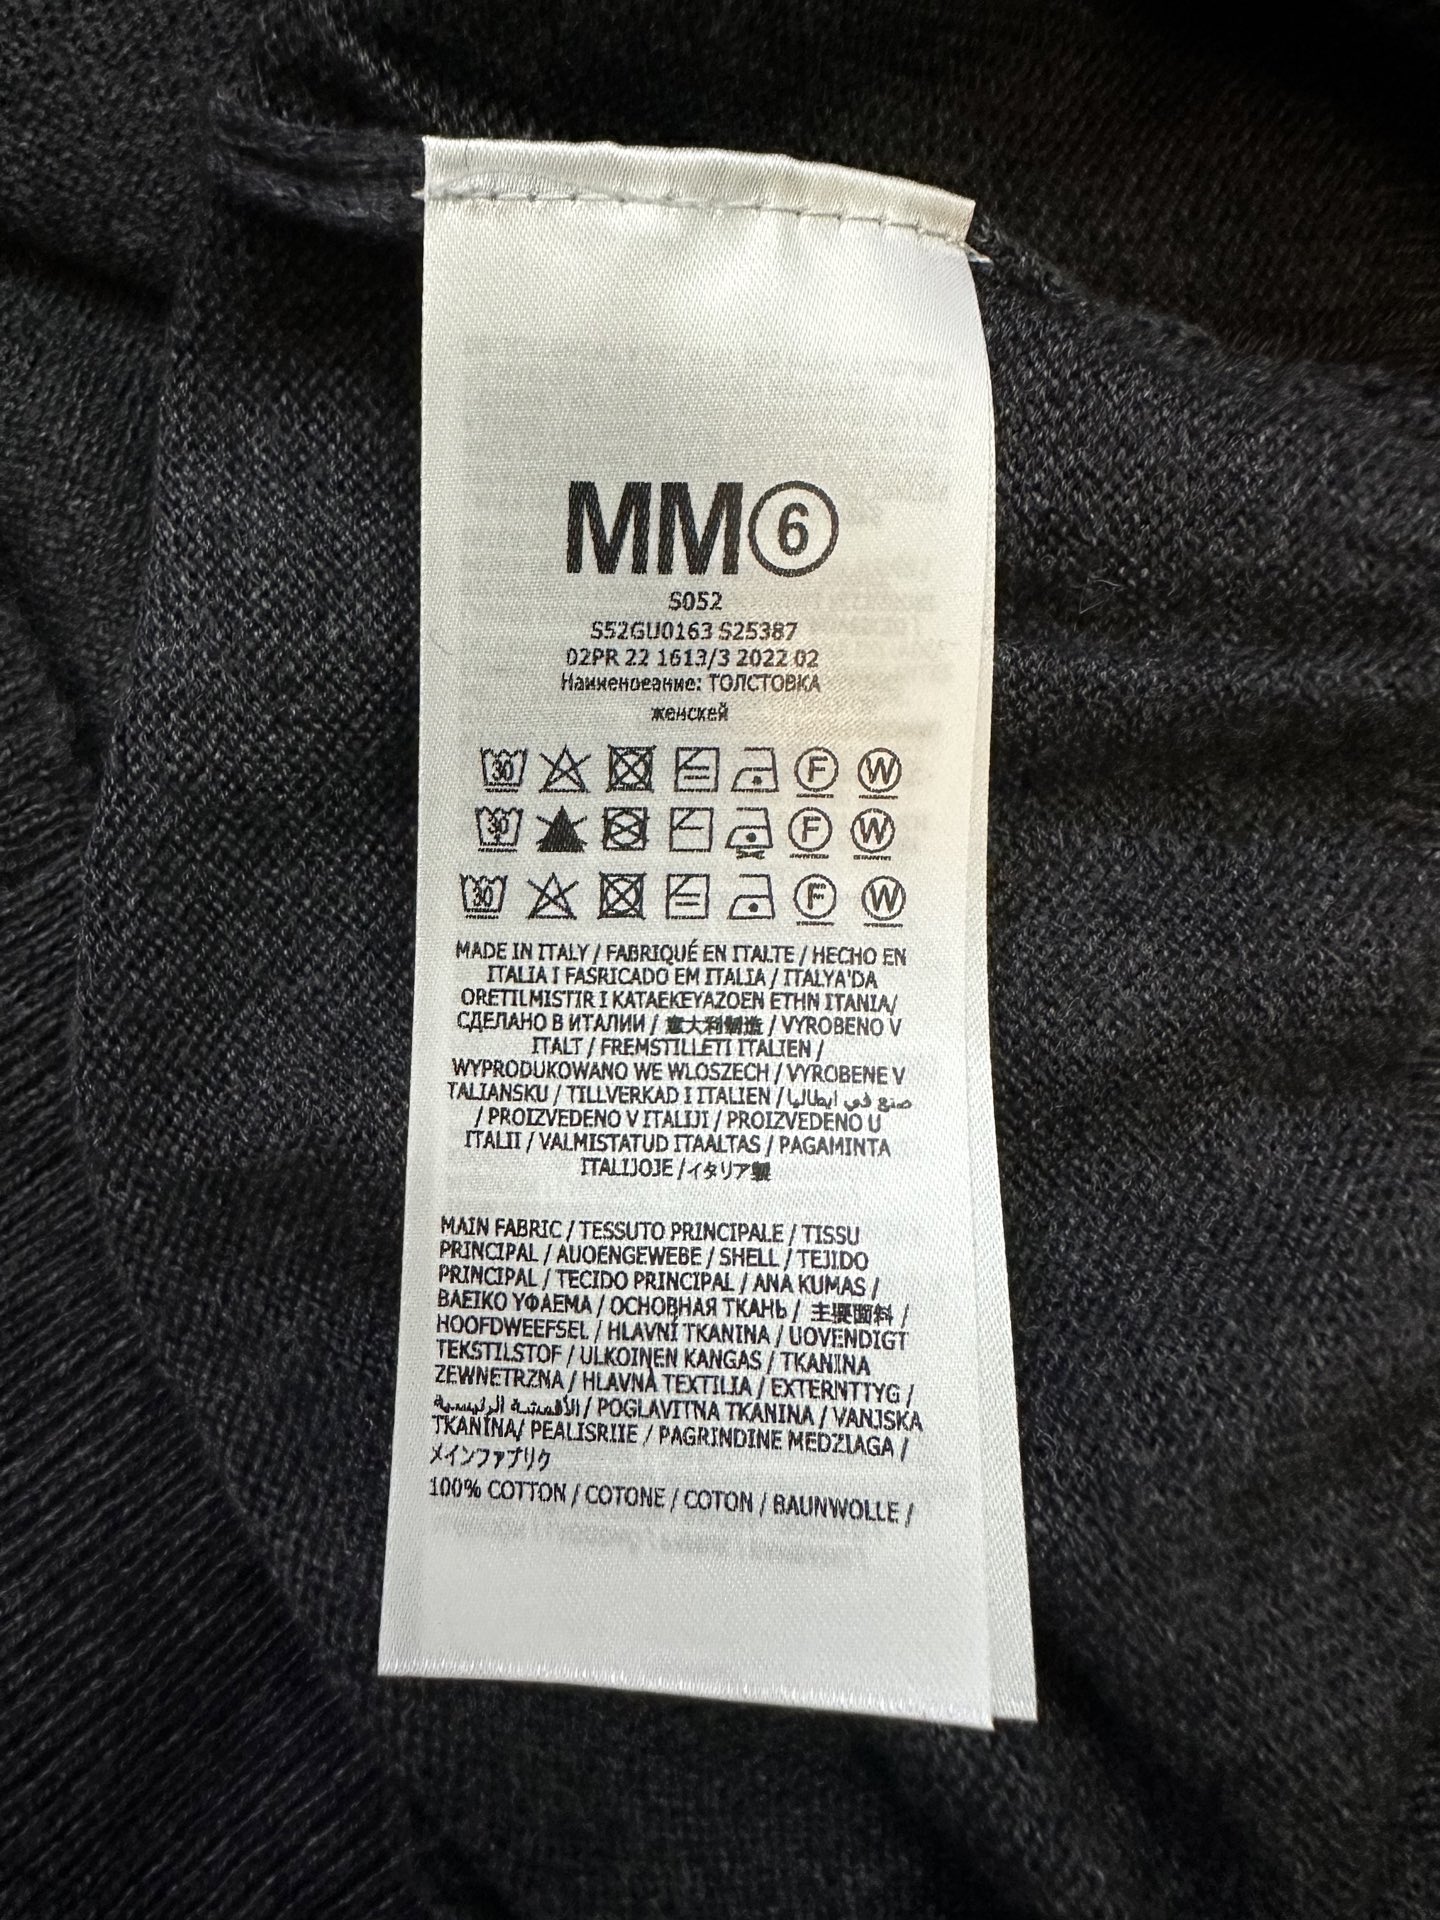 MM6
S052
S52GU0163 S25387
02PR 22 1613/3 2022 02
Наименоеание: ТОЛСТОВКА
женскей
30 F W
30 F W
30 F W
MADE IN ITALY / FABRIQUÉ EN ITALTE / HECHO EN
ITALIA I FASRICADO EM ITALIA / ITALYA'DA
ORETILMISTIR I KATAEKEYAZOEN ETHN ITANIA/
СДЕЛАНО В ИТАЛИИ / 意大利制造 / VYROBENO V
ITALT / FREMSTILLETI ITALIEN /
WYPRODUKOWANO WE WLOSZECH / VYROBENE V
TALIANSKU / TILLVERKAD I ITALIEN / صنع في ايطاليا
/ PROIZVEDENO V ITALIJI / PROIZVEDENO U
ITALII / VALMISTATUD ITAALTAS / PAGAMINTA
ITALIJOJE /イタリア製
MAIN FABRIC / TESSUTO PRINCIPALE / TISSU
PRINCIPAL / AUOENGEWEBE / SHELL / TEJIDO
PRINCIPAL / TECIDO PRINCIPAL / ANA KUMAS /
BAEIKO YФAEMA / ОСНОВНАЯ ТКАНЬ / 主要面料 /
HOOFDWEEFSEL / HLAVNÍ TKANINA / UOVENDIGT
TEKSTILSTOF / ULKOINEN KANGAS / TKANINA
ZEWNETRZNA / HLAVNÀ TEXTILIA / EXTERNTTYG /
الأقمشة الرئيسية / POGLAVITNA TKANINA / VANJSKA
TKANINA/ PEALISRIIE / PAGRINDINE MEDZIAGA /
メインファブリク
100% COTTON / COTONE / COTON / BAUNWOLLE /